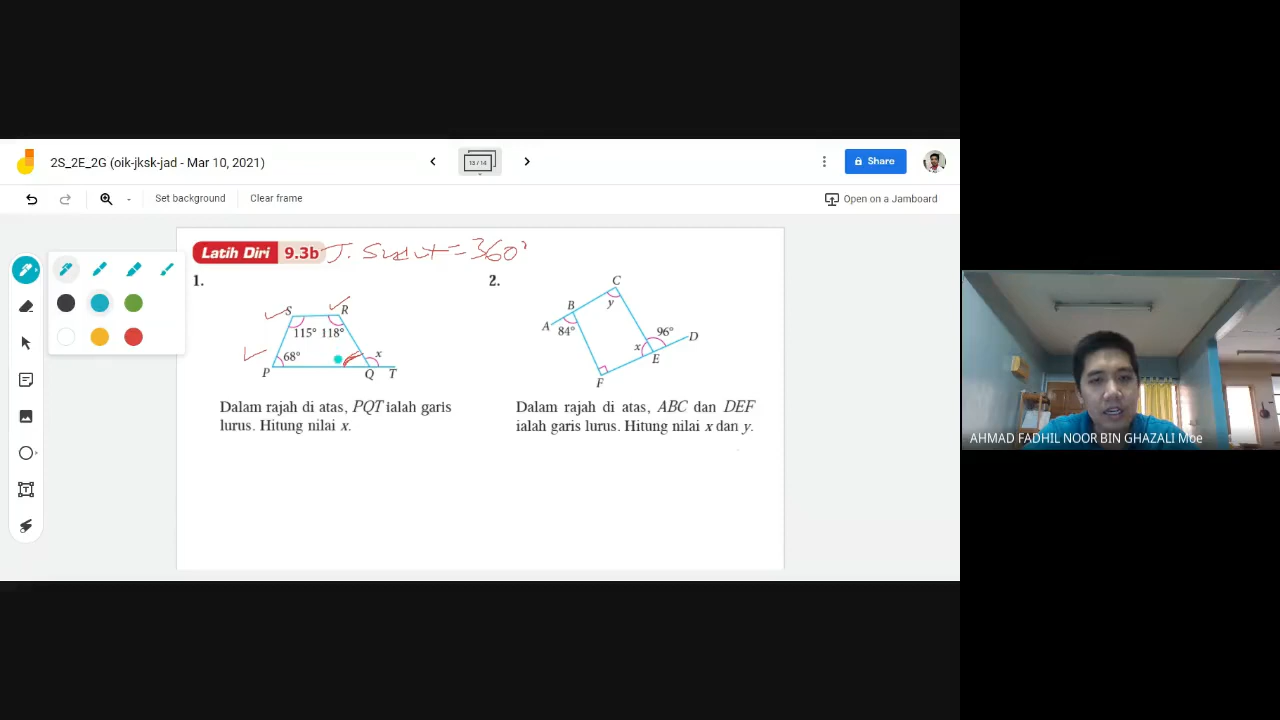 2S_2E_2G (oik-jksk-jad - Mar 10, 2021)
13 / 14
Share
Set background
Clear frame
Open on a Jamboard
Latih Diri 9.3b J. Sudut = 360°
1.
S R
115° 118°
68° x
P Q T
Dalam rajah di atas, PQT ialah garis
lurus. Hitung nilai x.
2.
C
B y
A 84° 96° D
x E
F
Dalam rajah di atas, ABC dan DEF
ialah garis lurus. Hitung nilai x dan y.
AHMAD FADHIL NOOR BIN GHAZALI Moe